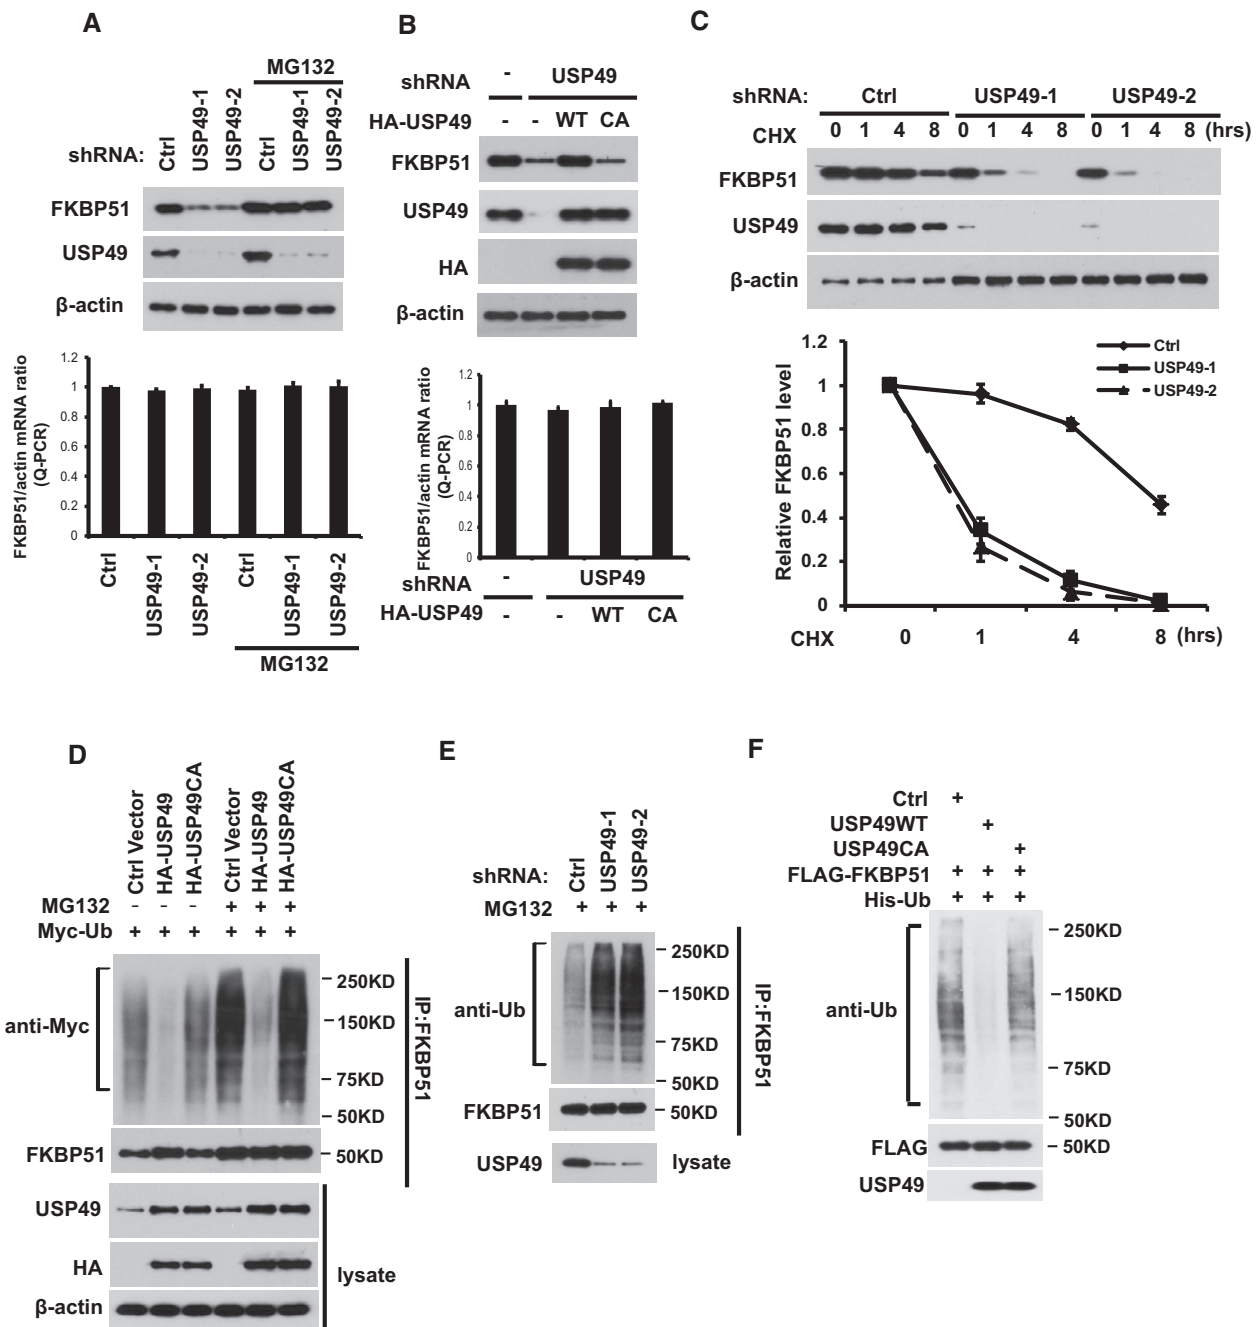 A
MG132
shRNA:
Ctrl
USP49-1
USP49-2
Ctrl
USP49-1
USP49-2
FKBP51
USP49
β-actin
FKBP51/actin mRNA ratio
(Q-PCR)
1.2
1
0.8
0.6
0.4
0.2
0
Ctrl
USP49-1
USP49-2
Ctrl
USP49-1
USP49-2
MG132
B
shRNA - USP49
HA-USP49 - - WT CA
FKBP51
USP49
HA
β-actin
FKBP51/actin mRNA ratio
(Q-PCR)
1.2
1
0.8
0.6
0.4
0.2
0
shRNA - USP49
HA-USP49 - - WT CA
C
shRNA: Ctrl USP49-1 USP49-2
CHX 0 1 4 8 0 1 4 8 0 1 4 8 (hrs)
FKBP51
USP49
β-actin
Relative FKBP51 level
1.2
1
0.8
0.6
0.4
0.2
0
Ctrl
USP49-1
USP49-2
CHX 0 1 4 8 (hrs)
D
Ctrl Vector
HA-USP49
HA-USP49CA
Ctrl Vector
HA-USP49
HA-USP49CA
MG132 - - - + + +
Myc-Ub + + + + + +
anti-Myc
250KD
150KD
75KD
50KD
FKBP51
50KD
IP:FKBP51
USP49
HA
β-actin
lysate
E
shRNA:
Ctrl
USP49-1
USP49-2
MG132 + + +
anti-Ub
250KD
150KD
75KD
50KD
FKBP51
50KD
IP:FKBP51
USP49
lysate
F
Ctrl +
USP49WT +
USP49CA +
FLAG-FKBP51 + + +
His-Ub + + +
anti-Ub
250KD
150KD
75KD
50KD
FLAG
50KD
USP49